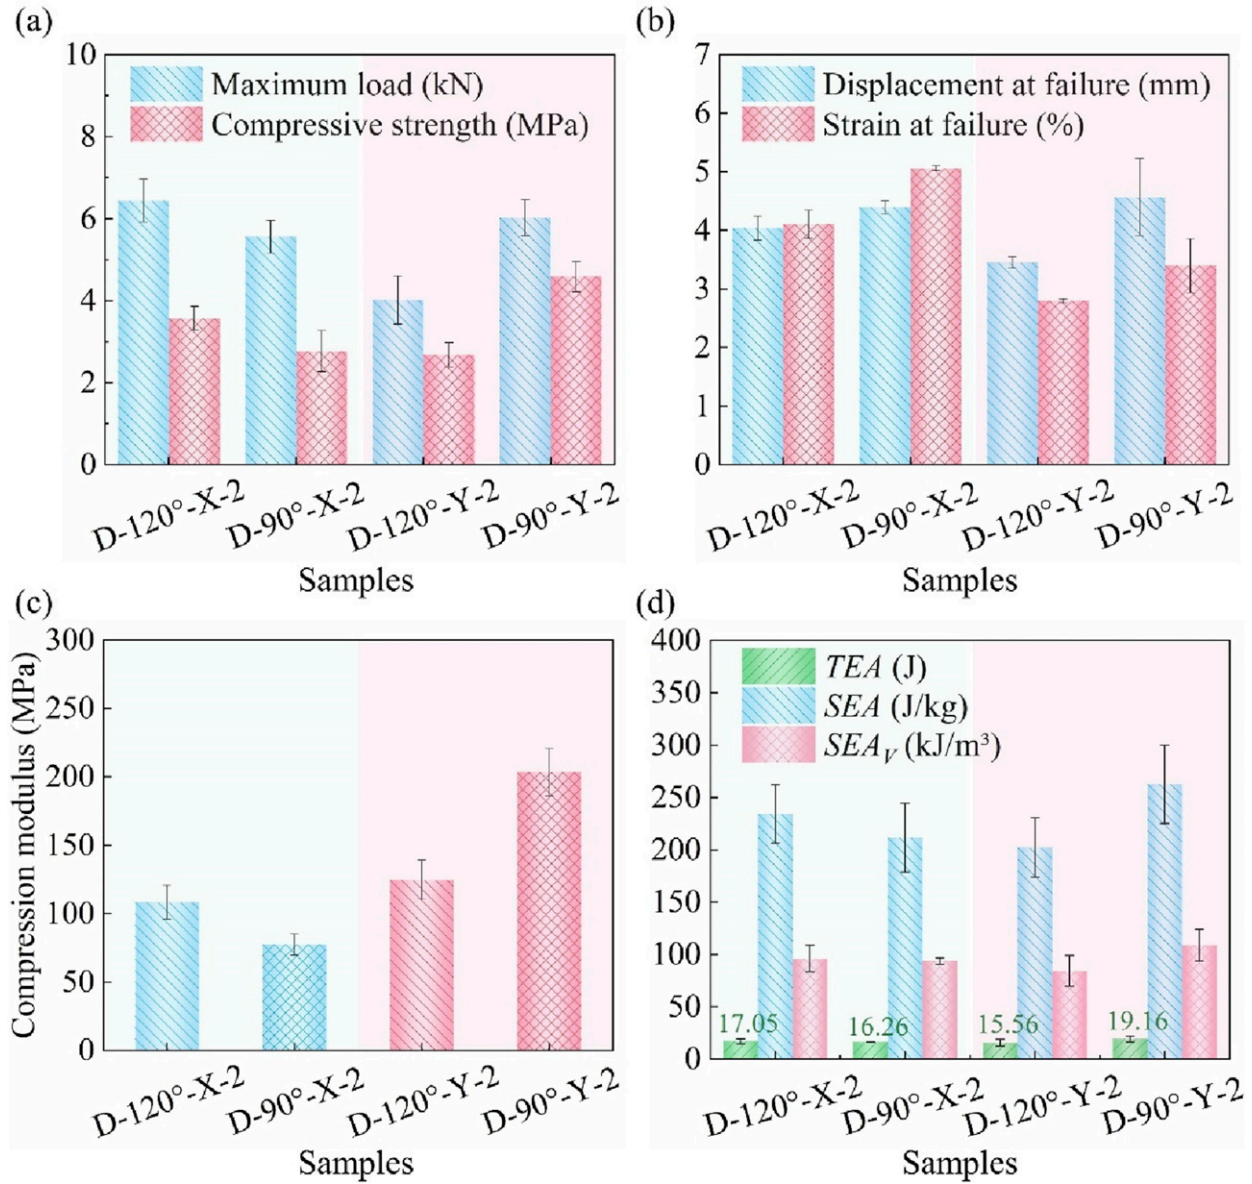 (a)
10
8
6
4
2
0
Maximum load (kN)
Compressive strength (MPa)
D-120°-X-2
D-90°-X-2
D-120°-Y-2
D-90°-Y-2
Samples
(b)
7
6
5
4
3
2
1
0
Displacement at failure (mm)
Strain at failure (%)
D-120°-X-2
D-90°-X-2
D-120°-Y-2
D-90°-Y-2
Samples
(c)
Compression modulus (MPa)
300
250
200
150
100
50
0
D-120°-X-2
D-90°-X-2
D-120°-Y-2
D-90°-Y-2
Samples
(d)
400
350
300
250
200
150
100
50
0
TEA (J)
SEA (J/kg)
SEA_V (kJ/m³)
17.05
16.26
15.56
19.16
D-120°-X-2
D-90°-X-2
D-120°-Y-2
D-90°-Y-2
Samples